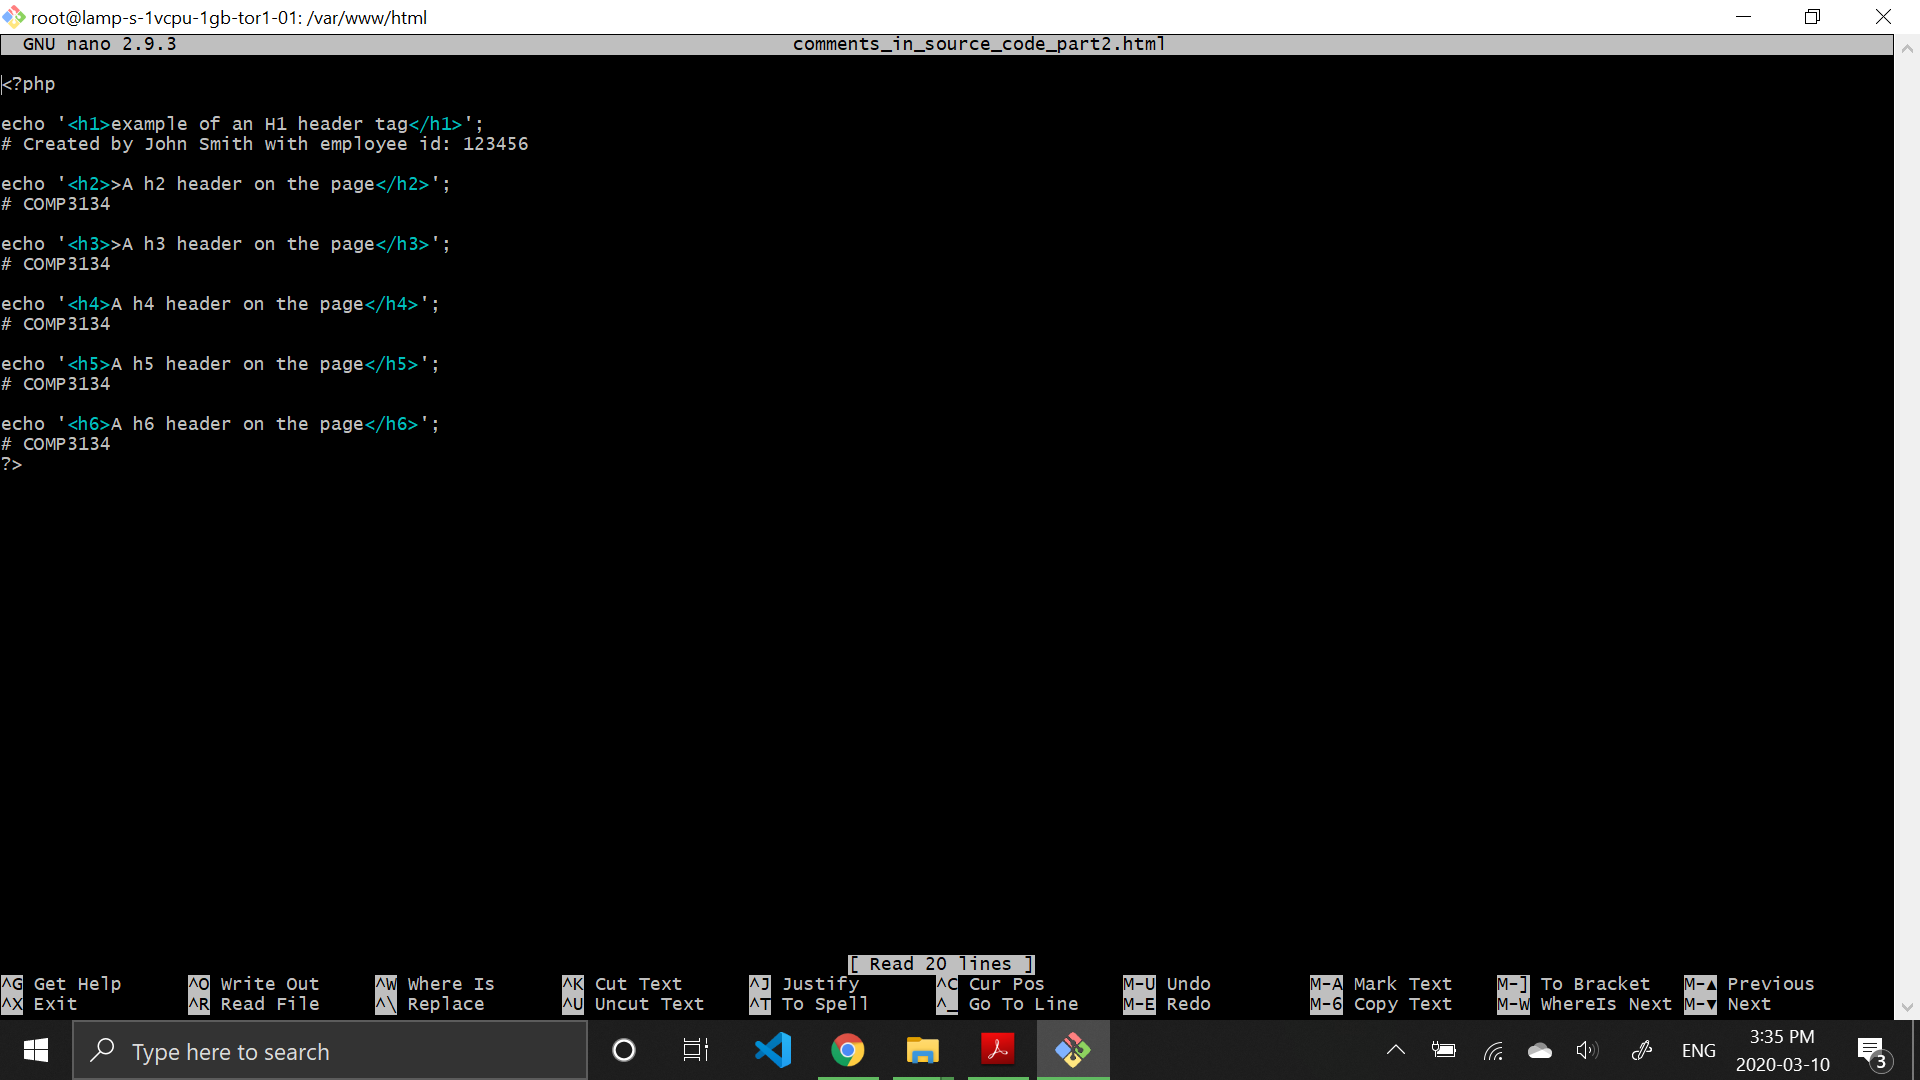 root@lamp-s-1vcpu-1gb-tor1-01: /var/www/html
GNU nano 2.9.3 comments_in_source_code_part2.html
<?php
echo '<h1>example of an H1 header tag</h1>';
# Created by John Smith with employee id: 123456
echo '<h2>>A h2 header on the page</h2>';
# COMP3134
echo '<h3>>A h3 header on the page</h3>';
# COMP3134
echo '<h4>A h4 header on the page</h4>';
# COMP3134
echo '<h5>A h5 header on the page</h5>';
# COMP3134
echo '<h6>A h6 header on the page</h6>';
# COMP3134
?>
[ Read 20 lines ]
^G Get Help ^O Write Out ^W Where Is ^K Cut Text ^J Justify ^C Cur Pos M-U Undo M-A Mark Text M-] To Bracket M-▲ Previous
^X Exit ^R Read File ^\ Replace ^U Uncut Text ^T To Spell ^_ Go To Line M-E Redo M-6 Copy Text M-W WhereIs Next M-▼ Next
Type here to search ENG 3:35 PM
2020-03-10 3